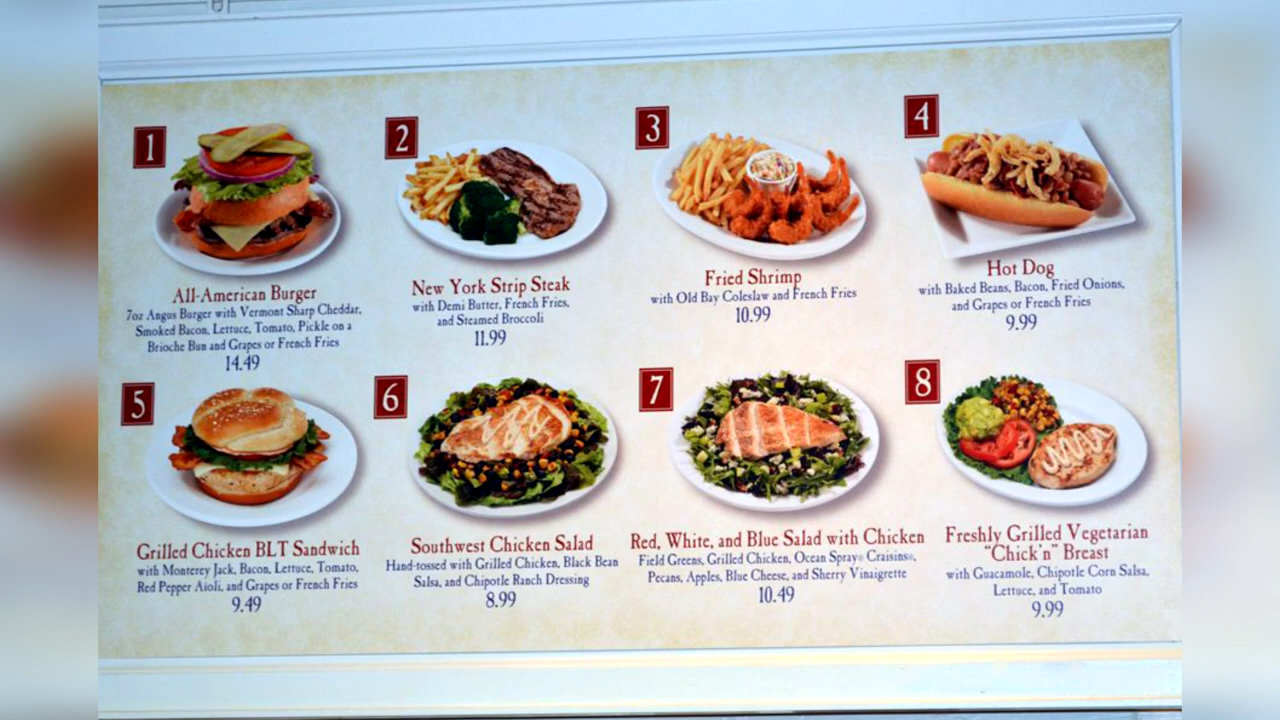 1
All-American Burger
7oz Angus Burger with Vermont Sharp Cheddar,
Smoked Bacon, Lettuce, Tomato, Pickle on a
Brioche Bun and Grapes or French Fries
14.49
2
New York Strip Steak
with Demi Butter, French Fries,
and Steamed Broccoli
11.99
3
Fried Shrimp
with Old Bay Coleslaw and French Fries
10.99
4
Hot Dog
with Baked Beans, Bacon, Fried Onions,
and Grapes or French Fries
9.99
5
Grilled Chicken BLT Sandwich
with Monterey Jack, Bacon, Lettuce, Tomato,
Red Pepper Aioli, and Grapes or French Fries
9.49
6
Southwest Chicken Salad
Hand-tossed with Grilled Chicken, Black Bean
Salsa, and Chipotle Ranch Dressing
8.99
7
Red, White, and Blue Salad with Chicken
Field Greens, Grilled Chicken, Ocean Spray® Craisins®,
Pecans, Apples, Blue Cheese, and Sherry Vinaigrette
10.49
8
Freshly Grilled Vegetarian
"Chick'n" Breast
with Guacamole, Chipotle Corn Salsa,
Lettuce, and Tomato
9.99